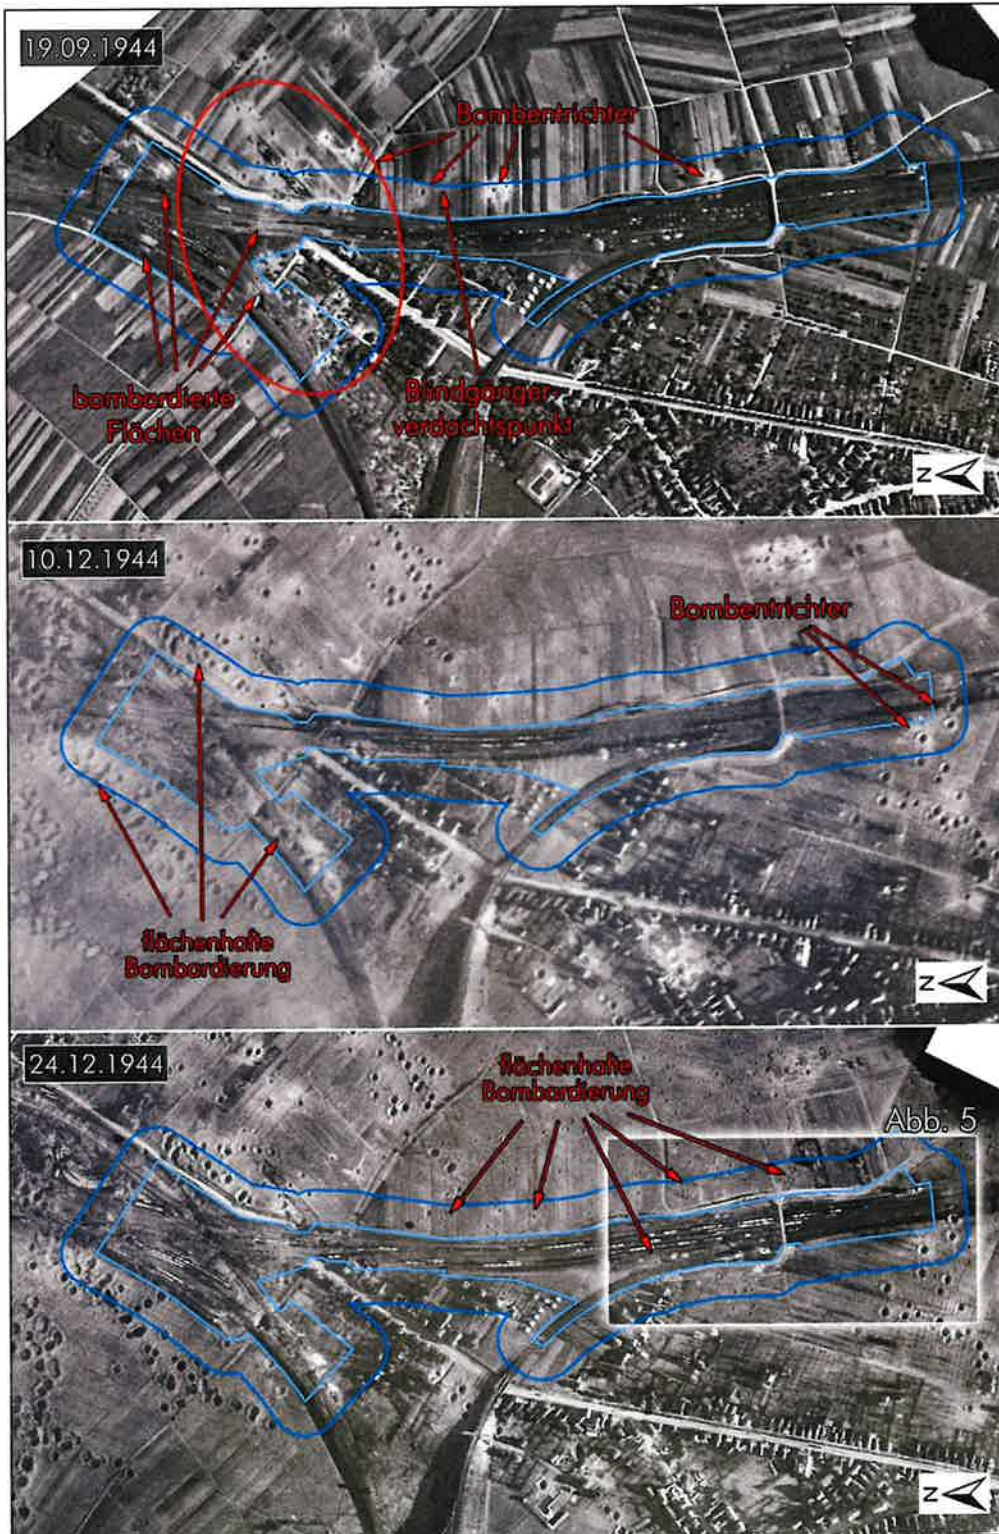 19.09.1944
Bombentrichter
bombardierte
Flächen
Blindgänger-
verdachtspunkt
N
10.12.1944
Bombentrichter
flächenhafte
Bombardierung
N
24.12.1944
flächenhafte
Bombardierung
Abb. 5
N